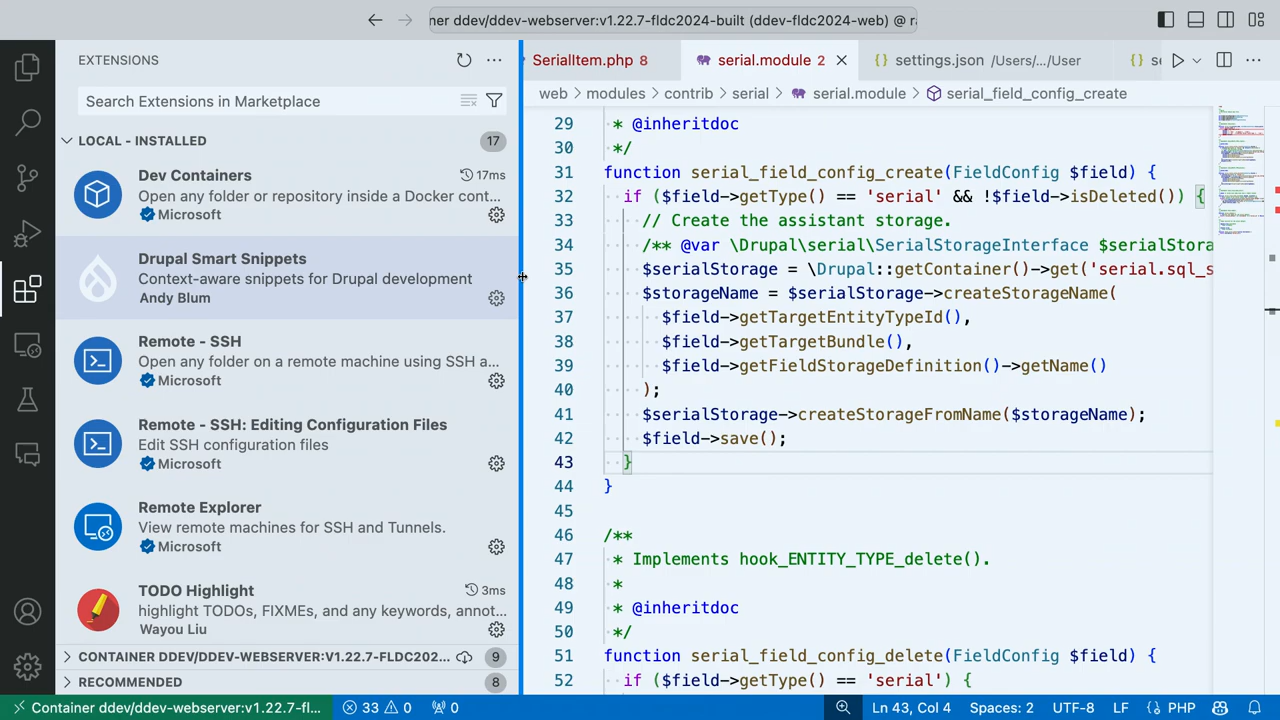 ner ddev/ddev-webserver:v1.22.7-fldc2024-built (ddev-fldc2024-web) @
EXTENSIONS
Search Extensions in Marketplace
LOCAL - INSTALLED 17
Dev Containers 17ms
Open any folder or repository inside a Docker cont...
Microsoft
Drupal Smart Snippets
Context-aware snippets for Drupal development
Andy Blum
Remote - SSH
Open any folder on a remote machine using SSH a...
Microsoft
Remote - SSH: Editing Configuration Files
Edit SSH configuration files
Microsoft
Remote Explorer
View remote machines for SSH and Tunnels.
Microsoft
TODO Highlight 3ms
highlight TODOs, FIXMEs, and any keywords, annot...
Wayou Liu
CONTAINER DDEV/DDEV-WEBSERVER:V1.22.7-FLDC202... 9
RECOMMENDED 8
SerialItem.php 8 serial.module 2 settings.json /Users/.../User
web > modules > contrib > serial > serial.module > serial_field_config_create
29 * @inheritdoc
30 */
31 function serial_field_config_create(FieldConfig $field) {
32 if ($field->getType() == 'serial' && !$field->isDeleted()) {
33 // Create the assistant storage.
34 /** @var \Drupal\serial\SerialStorageInterface $serialStora
35 $serialStorage = \Drupal::getContainer()->get('serial.sql_s
36 $storageName = $serialStorage->createStorageName(
37 $field->getTargetEntityTypeId(),
38 $field->getTargetBundle(),
39 $field->getFieldStorageDefinition()->getName()
40 );
41 $serialStorage->createStorageFromName($storageName);
42 $field->save();
43 }
44 }
45
46 /**
47 * Implements hook_ENTITY_TYPE_delete().
48 *
49 * @inheritdoc
50 */
51 function serial_field_config_delete(FieldConfig $field) {
52 if ($field->getType() == 'serial') {
Container ddev/ddev-webserver:v1.22.7-fl... 33 0 0 Ln 43, Col 4 Spaces: 2 UTF-8 LF {} PHP